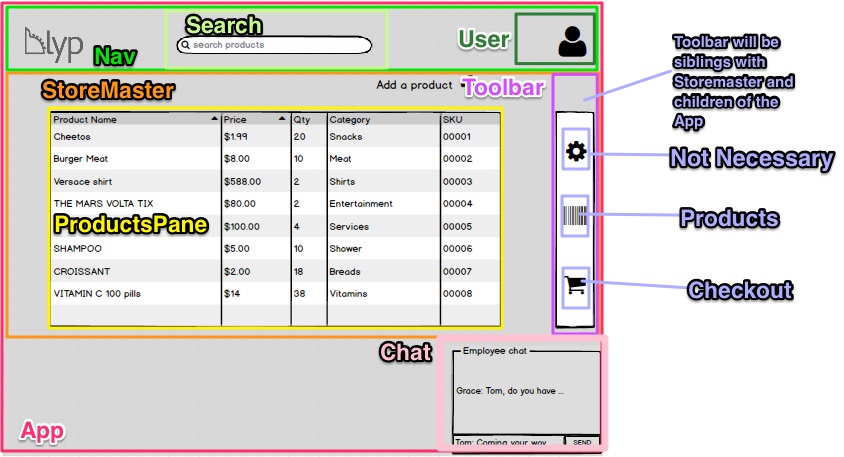 Search
User
lyp
search products
Nav
StoreMaster
Add a product
Toolbar
Toolbar will be
siblings with
Storemaster and
children of the
App
Product Name Price Qty Category SKU
Cheetos $1.99 20 Snacks 00001
Burger Meat $8.00 10 Meat 00002
Versace shirt $588.00 2 Shirts 00003
THE MARS VOLTA TIX $80.00 2 Entertainment 00004
ProductsPane $100.00 4 Services 00005
SHAMPOO $5.00 10 Shower 00006
CROISSANT $2.00 18 Breads 00007
VITAMIN C 100 pills $14 38 Vitamins 00008
Not Necessary
Products
Checkout
Chat
Employee chat
Grace: Tom, do you have ...
Tom: Coming your way
SEND
App